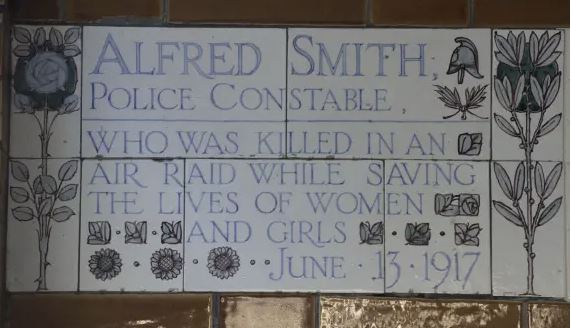 ALFRED SMITH,
POLICE CONSTABLE,
WHO WAS KILLED IN AN
AIR RAID WHILE SAVING
THE LIVES OF WOMEN
AND GIRLS
JUNE · 13 · 1917